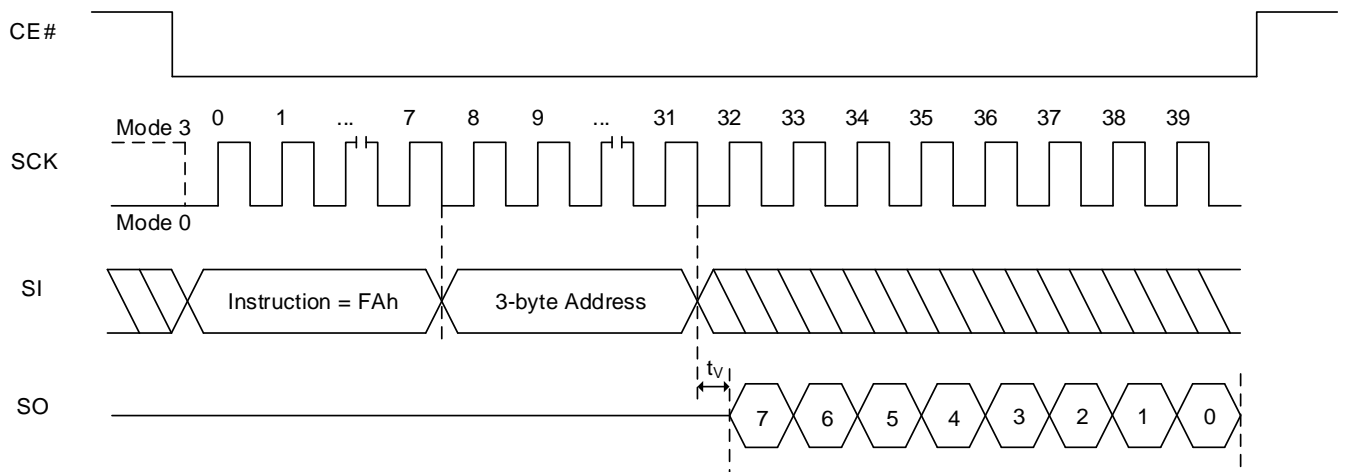 CE#
Mode 3 0 1 ... 7 8 9 ... 31 32 33 34 35 36 37 38 39
SCK
Mode 0
SI Instruction = FAh 3-byte Address
tV
SO 7 6 5 4 3 2 1 0